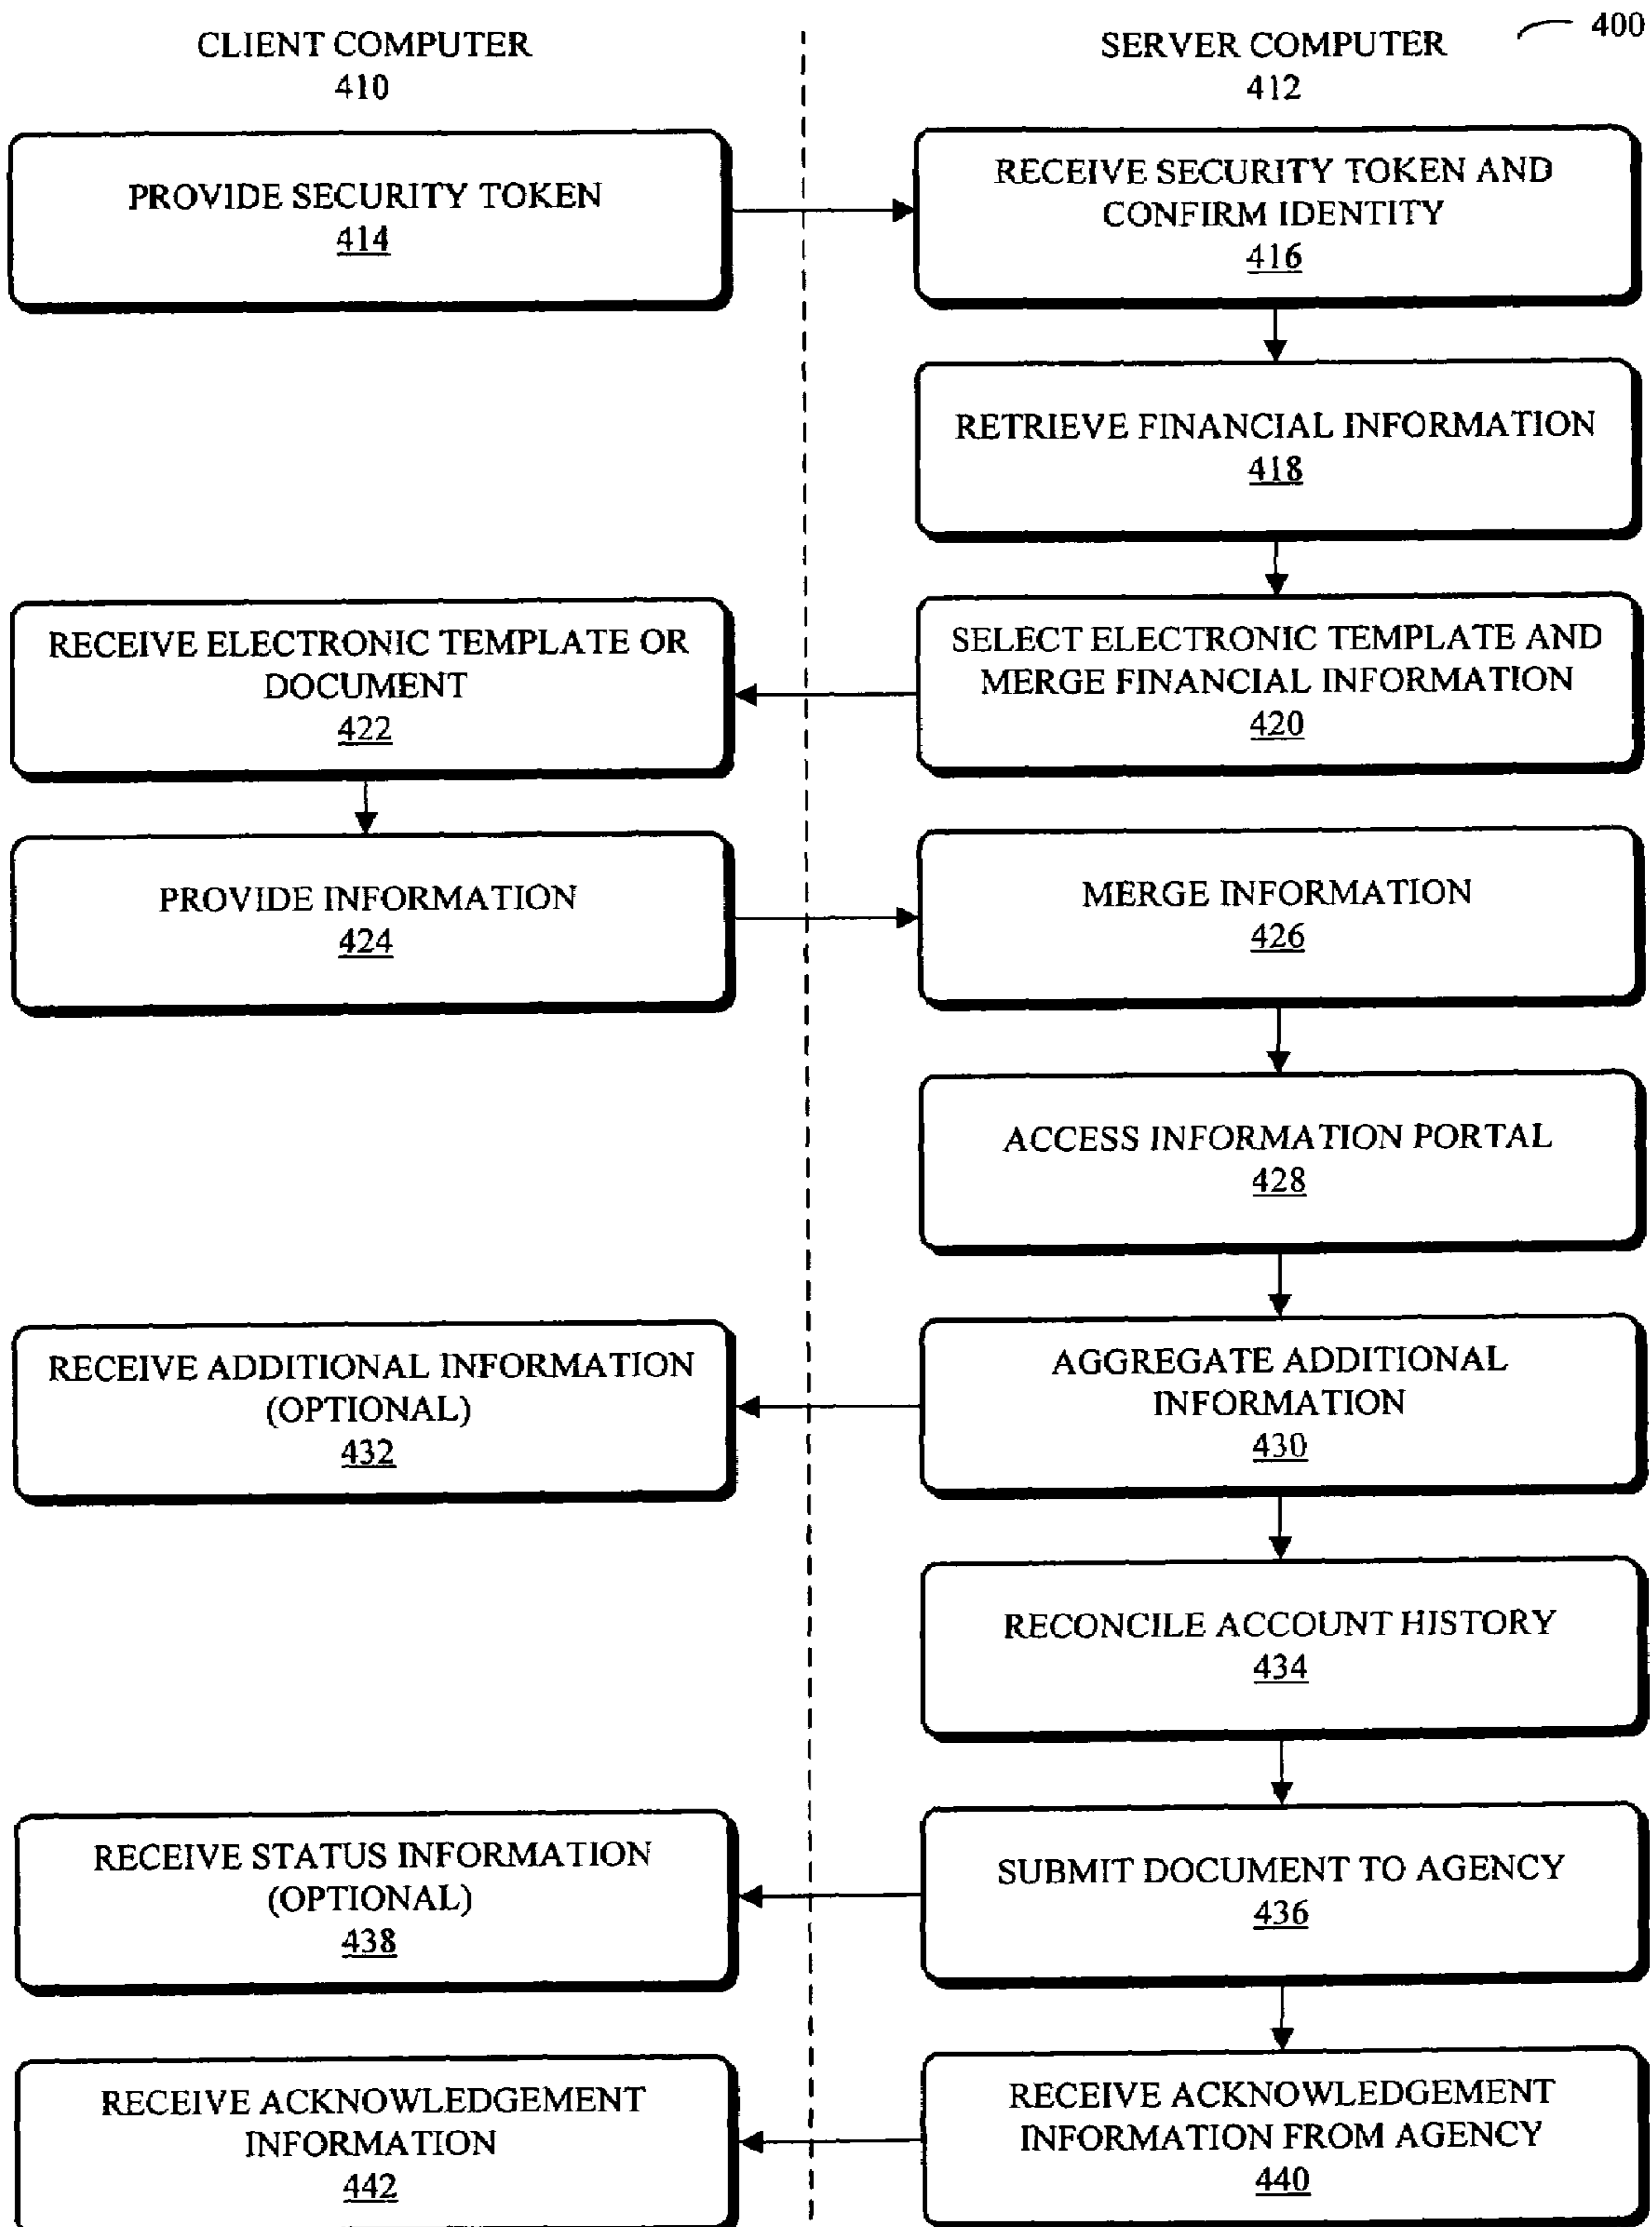 400
CLIENT COMPUTER
410
SERVER COMPUTER
412
PROVIDE SECURITY TOKEN
414
RECEIVE SECURITY TOKEN AND
CONFIRM IDENTITY
416
RETRIEVE FINANCIAL INFORMATION
418
SELECT ELECTRONIC TEMPLATE AND
MERGE FINANCIAL INFORMATION
420
RECEIVE ELECTRONIC TEMPLATE OR
DOCUMENT
422
PROVIDE INFORMATION
424
MERGE INFORMATION
426
ACCESS INFORMATION PORTAL
428
AGGREGATE ADDITIONAL
INFORMATION
430
RECEIVE ADDITIONAL INFORMATION
(OPTIONAL)
432
RECONCILE ACCOUNT HISTORY
434
SUBMIT DOCUMENT TO AGENCY
436
RECEIVE STATUS INFORMATION
(OPTIONAL)
438
RECEIVE ACKNOWLEDGEMENT
INFORMATION FROM AGENCY
440
RECEIVE ACKNOWLEDGEMENT
INFORMATION
442